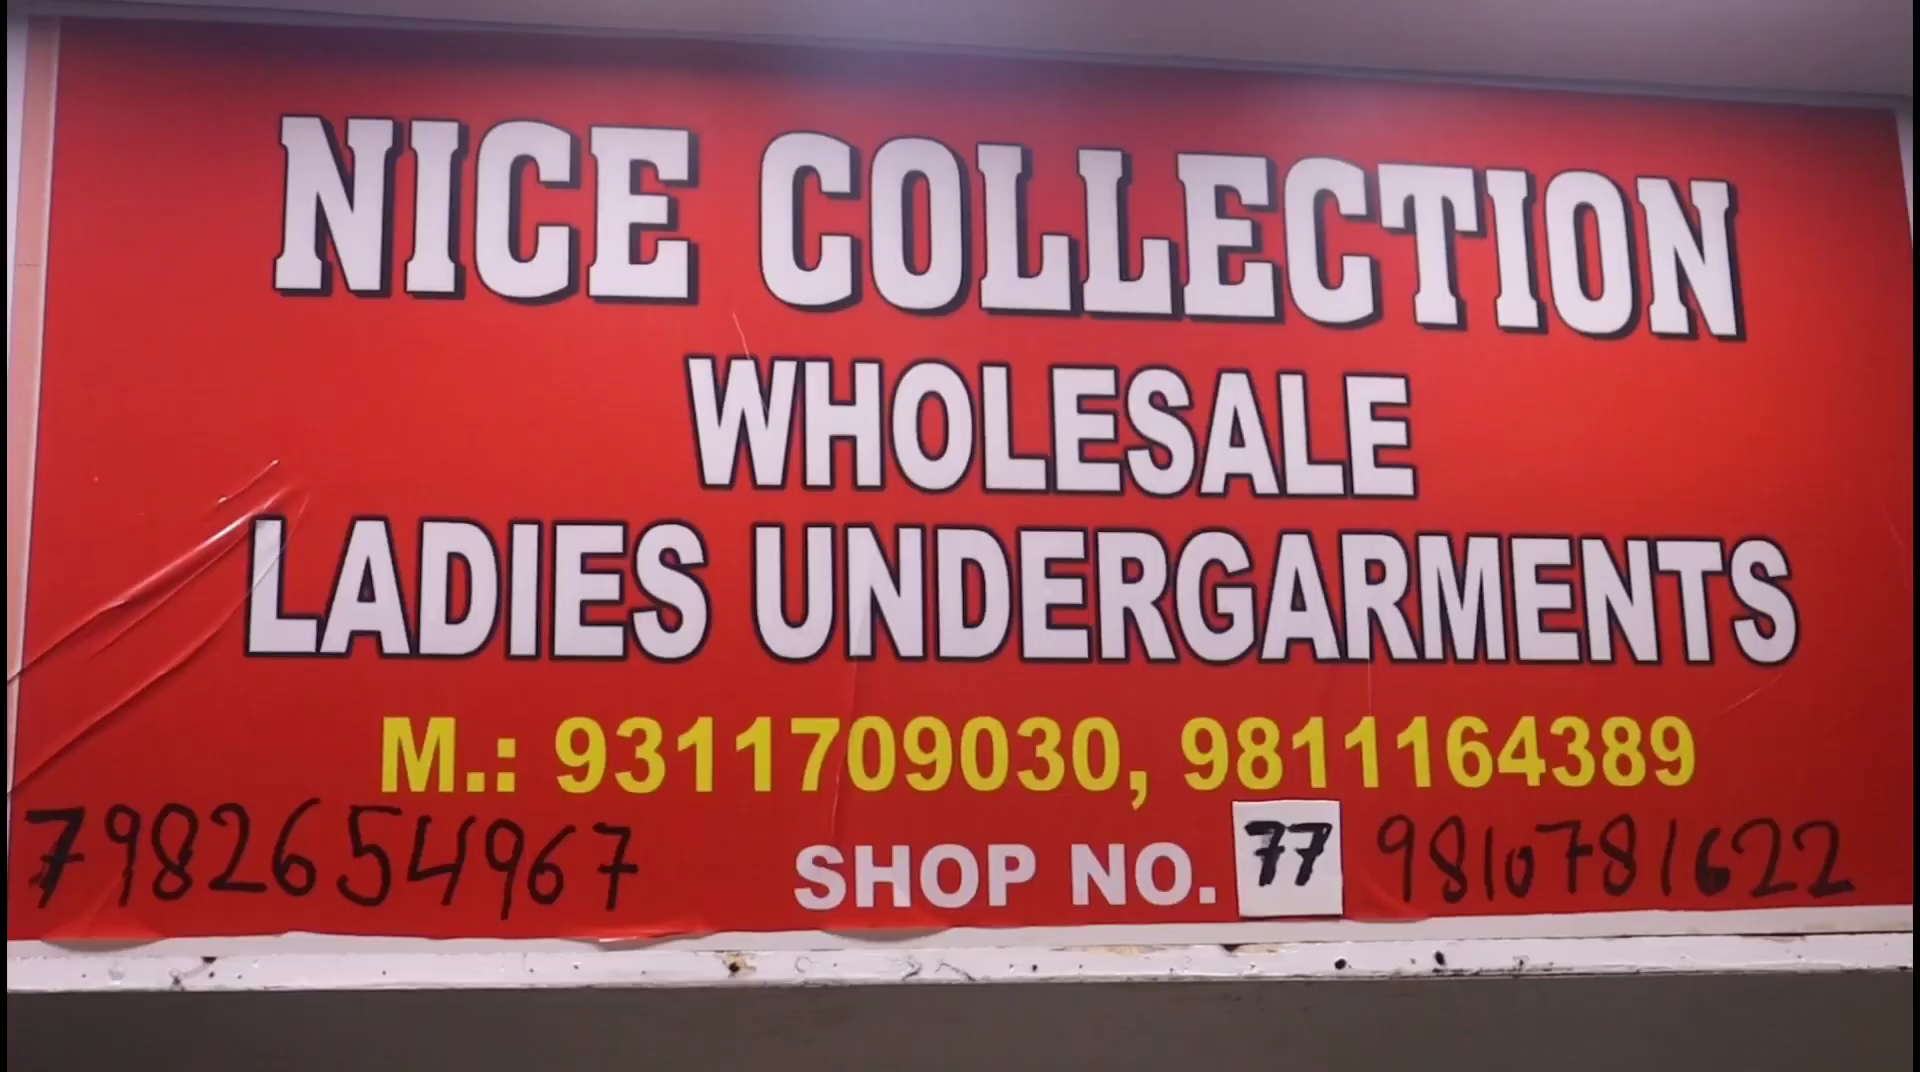 NICE COLLECTION
WHOLESALE
LADIES UNDERGARMENTS
M.: 9311709030, 9811164389
7982654967 SHOP NO. 77 9810781622